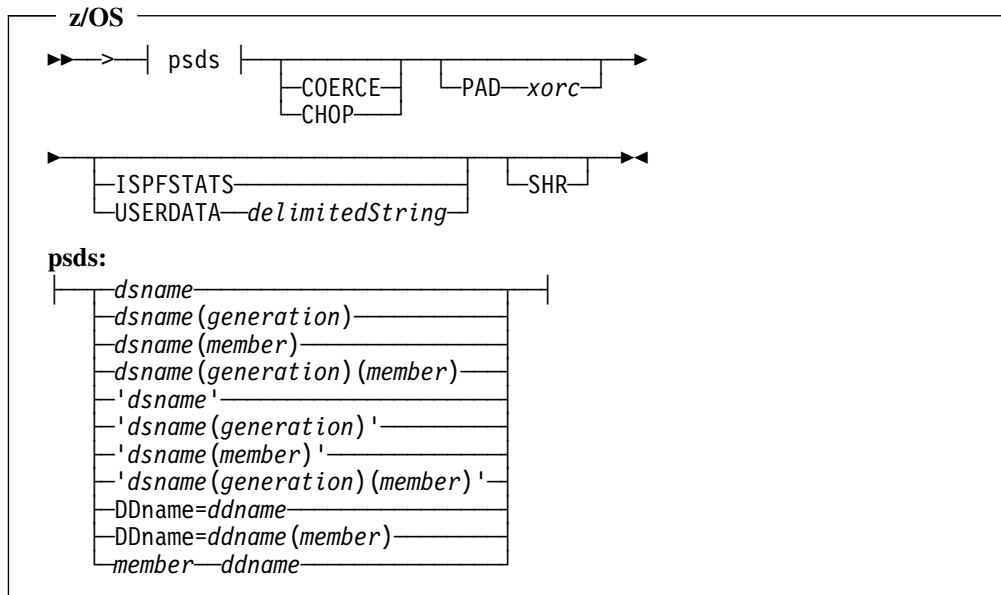 z/OS
►►──>──┤ psds ├──
COERCE PAD xorc
CHOP
ISPFSTATS SHR
USERDATA delimitedString
psds:
dsname
dsname(generation)
dsname(member)
dsname(generation)(member)
'dsname'
'dsname(generation)'
'dsname(member)'
'dsname(generation)(member)'
DDname=ddname
DDname=ddname(member)
member ddname